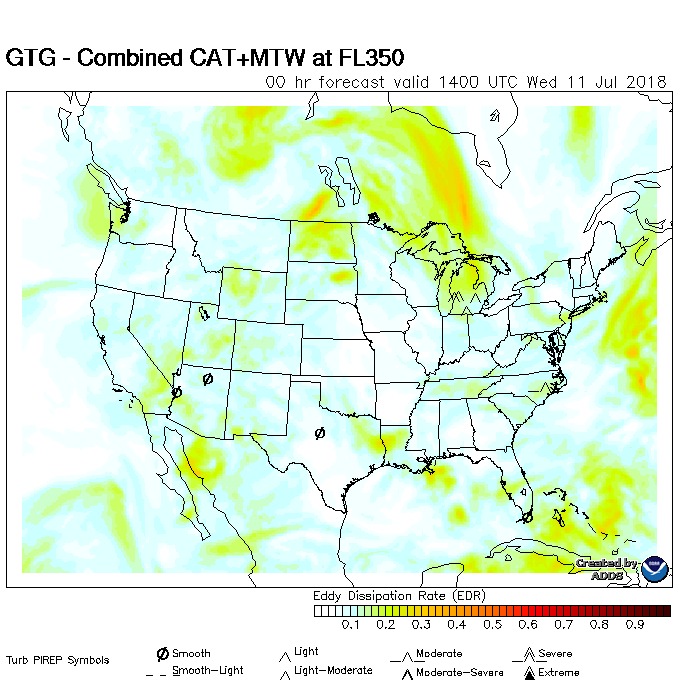 GTG - Combined CAT+MTW at FL350
00 hr forecast valid 1400 UTC Wed 11 Jul 2018
Created by
ADDS
Eddy Dissipation Rate (EDR)
0.1 0.2 0.3 0.4 0.5 0.6 0.7 0.8 0.9
Turb PIREP Symbols
Smooth Light Moderate Severe
Smooth-Light Light-Moderate Moderate-Severe Extreme